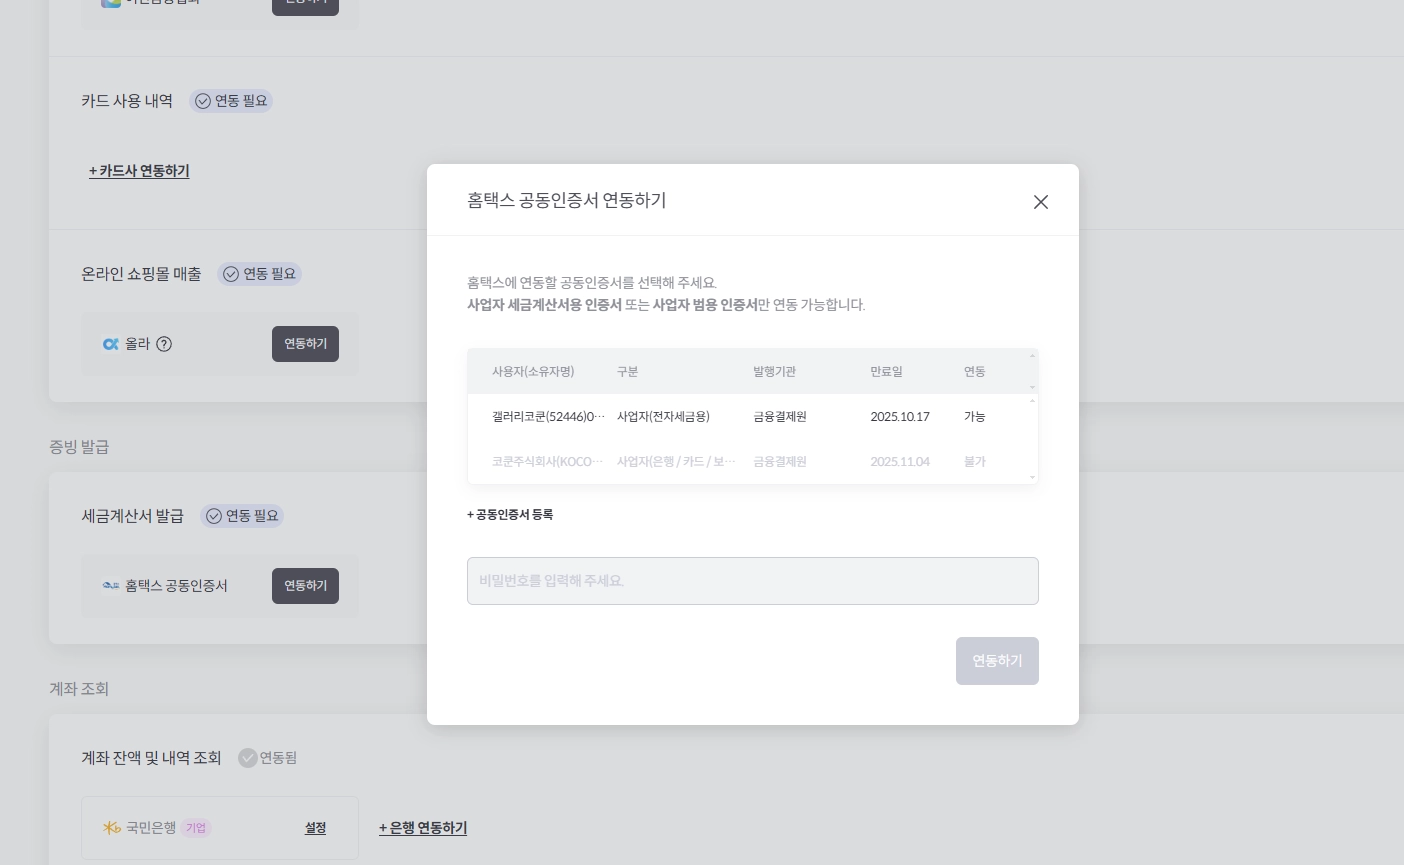 카드 사용 내역 연동 필요
+ 카드사 연동하기
온라인 쇼핑몰 매출 연동 필요
올라 ? 연동하기
증빙 발급
세금계산서 발급 연동 필요
홈택스 공동인증서 연동하기
계좌 조회
계좌 잔액 및 내역 조회 연동됨
국민은행 기업 설정 + 은행 연동하기
홈택스 공동인증서 연동하기
홈택스에 연동할 공동인증서를 선택해 주세요.
사업자 세금계산서용 인증서 또는 사업자 범용 인증서만 연동 가능합니다.
사용자(소유자명) 구분 발행기관 만료일 연동
갤러리코쿤(52446)0… 사업자(전자세금용) 금융결제원 2025.10.17 가능
코쿤주식회사(KOCO… 사업자(은행 / 카드 / 보… 금융결제원 2025.11.04 불가
+ 공동인증서 등록
비밀번호를 입력해 주세요.
연동하기